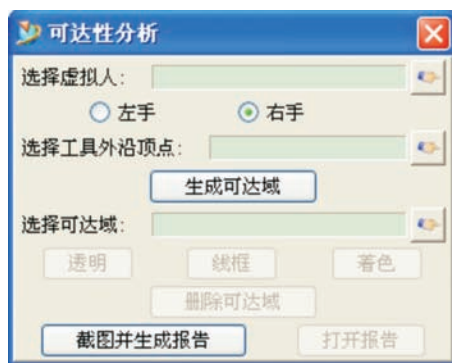 可达性分析
选择虚拟人：
左手 右手
选择工具外沿顶点：
生成可达域
选择可达域：
透明 线框 着色
删除可达域
截图并生成报告 打开报告